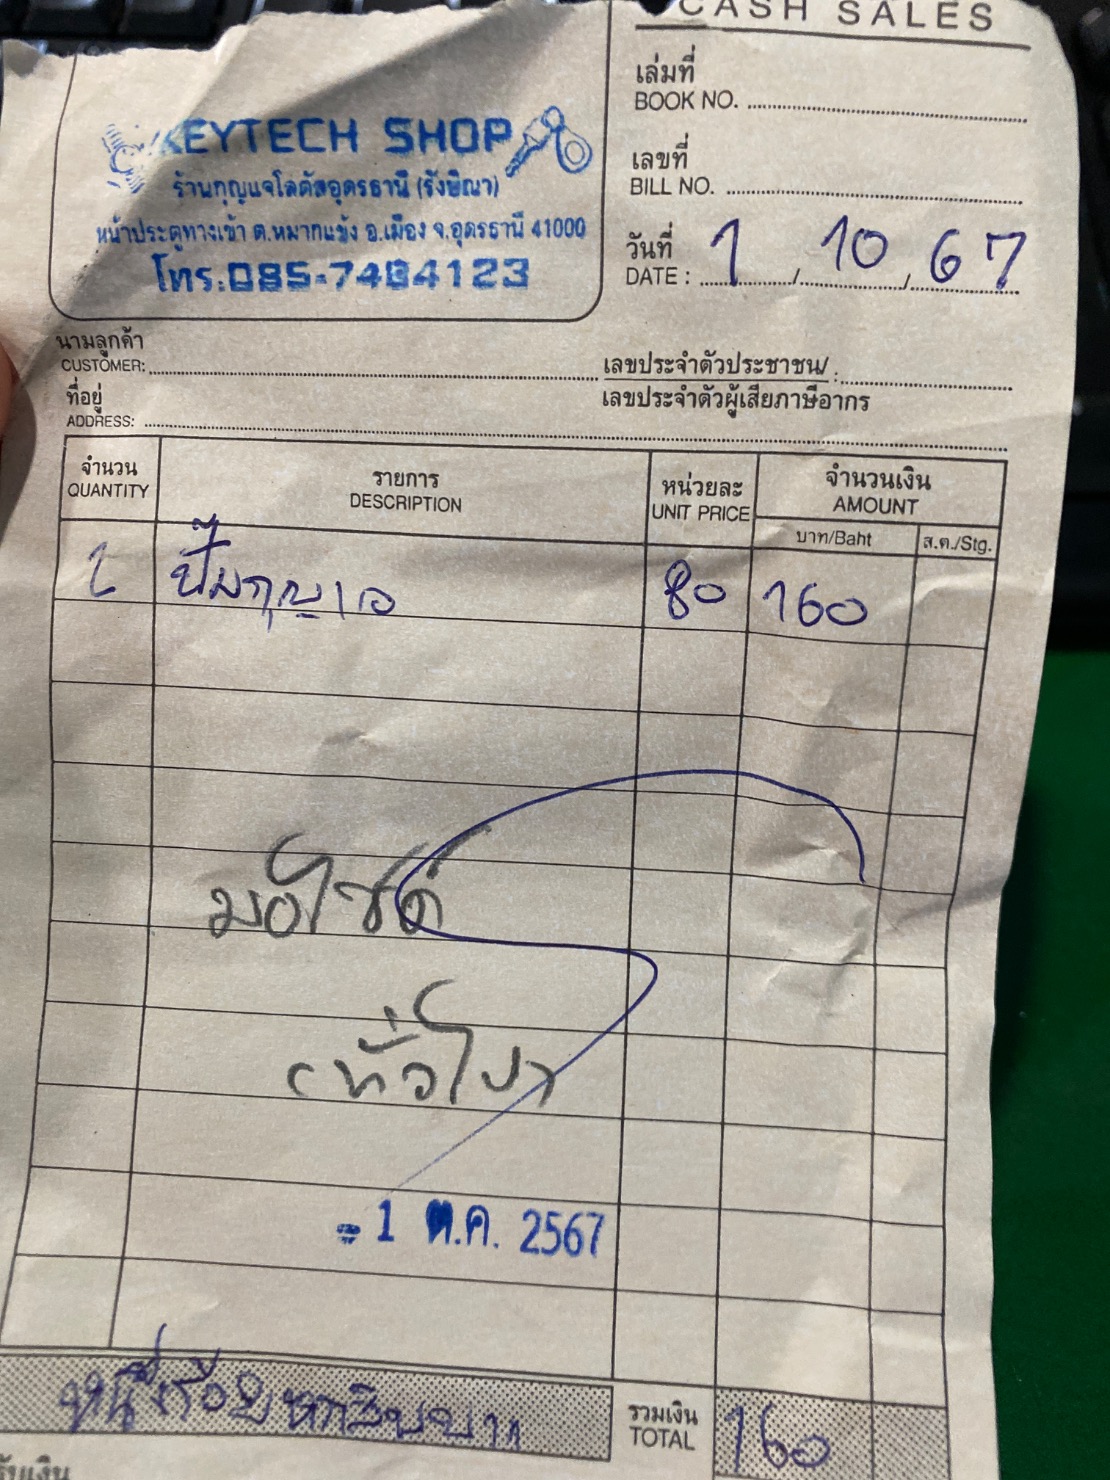 CASH SALES
เล่มที่
BOOK NO.
เลขที่
BILL NO.
วันที่
DATE : 1 / 10 / 67
KEYTECH SHOP
ร้านกุญแจโลตัสอุดรธานี (รังษิณา)
หน้าประตูทางเข้า ต.หมากแข้ง อ.เมือง จ.อุดรธานี 41000
โทร.085-7484123
นามลูกค้า
CUSTOMER:
เลขประจำตัวประชาชน/ :
เลขประจำตัวผู้เสียภาษีอากร
ที่อยู่
ADDRESS:
จำนวน รายการ หน่วยละ จำนวนเงิน
QUANTITY DESCRIPTION UNIT PRICE AMOUNT
บาท/Baht ส.ต./Stg.
2 ปั๊มกุญแจ 80 160
มอไซด์
(ทั่วไป)
- 1 ต.ค. 2567
หนึ่งร้อยหกสิบบาท
รวมเงิน
TOTAL 160
รับเงิน